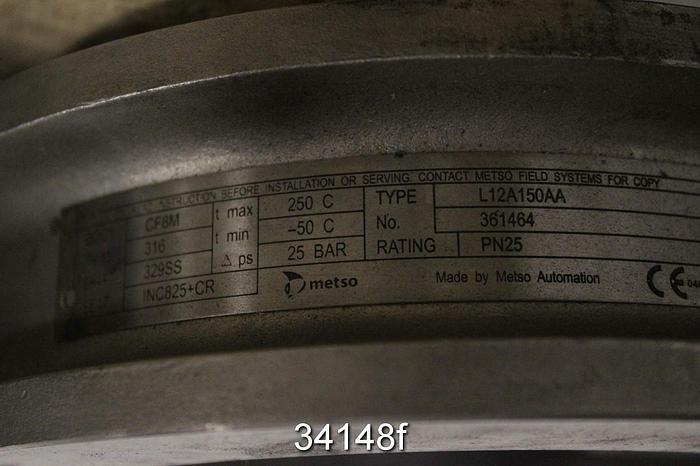 INSTRUCTION BEFORE INSTALLATION OR SERVING. CONTACT METSO FIELD SYSTEMS FOR COPY
CF8M t max 250 C TYPE L12A150AA
316 t min –50 C No. 361464
329SS Δ ps 25 BAR RATING PN25
INC825+CR metso Made by Metso Automation CE
34148f